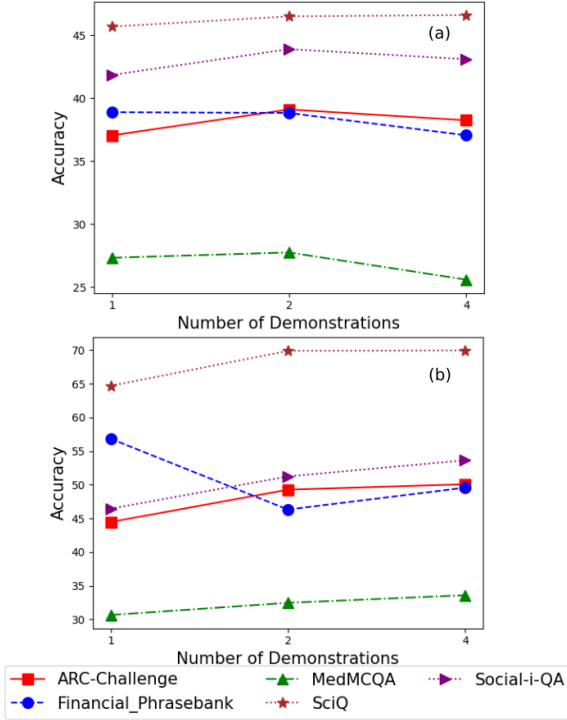 45
40
35
30
25
Accuracy
(a)
1
2
4
Number of Demonstrations
70
65
60
55
50
45
40
35
30
Accuracy
(b)
1
2
4
Number of Demonstrations
ARC-Challenge
MedMCQA
Social-i-QA
Financial_Phrasebank
SciQ